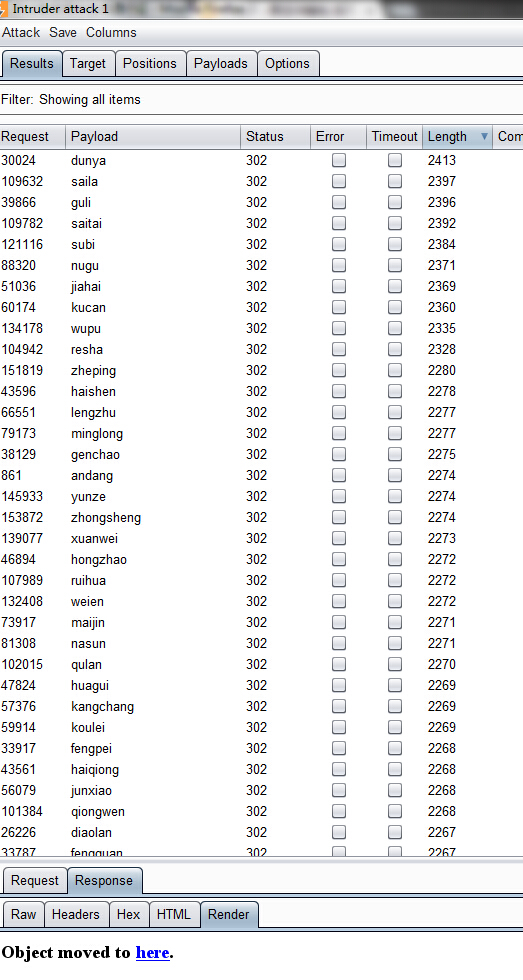 Intruder attack 1
Attack Save Columns
Results Target Positions Payloads Options
Filter: Showing all items
Request Payload Status Error Timeout Length Com
30024 dunya 302 2413
109632 saila 302 2397
39866 guli 302 2396
109782 saitai 302 2392
121116 subi 302 2384
88320 nugu 302 2371
51036 jiahai 302 2369
60174 kucan 302 2360
134178 wupu 302 2335
104942 resha 302 2328
151819 zheping 302 2280
43596 haishen 302 2278
66551 lengzhu 302 2277
79173 minglong 302 2277
38129 genchao 302 2275
861 andang 302 2274
145933 yunze 302 2274
153872 zhongsheng 302 2274
139077 xuanwei 302 2273
46894 hongzhao 302 2272
107989 ruihua 302 2272
132408 weien 302 2272
73917 maijin 302 2271
81308 nasun 302 2271
102015 qulan 302 2270
47824 huagui 302 2269
57376 kangchang 302 2269
59914 koulei 302 2269
33917 fengpei 302 2268
43561 haiqiong 302 2268
56079 junxiao 302 2268
101384 qiongwen 302 2268
26226 diaolan 302 2267
33787 fengquan 302 2267
Request Response
Raw Headers Hex HTML Render
Object moved to here.